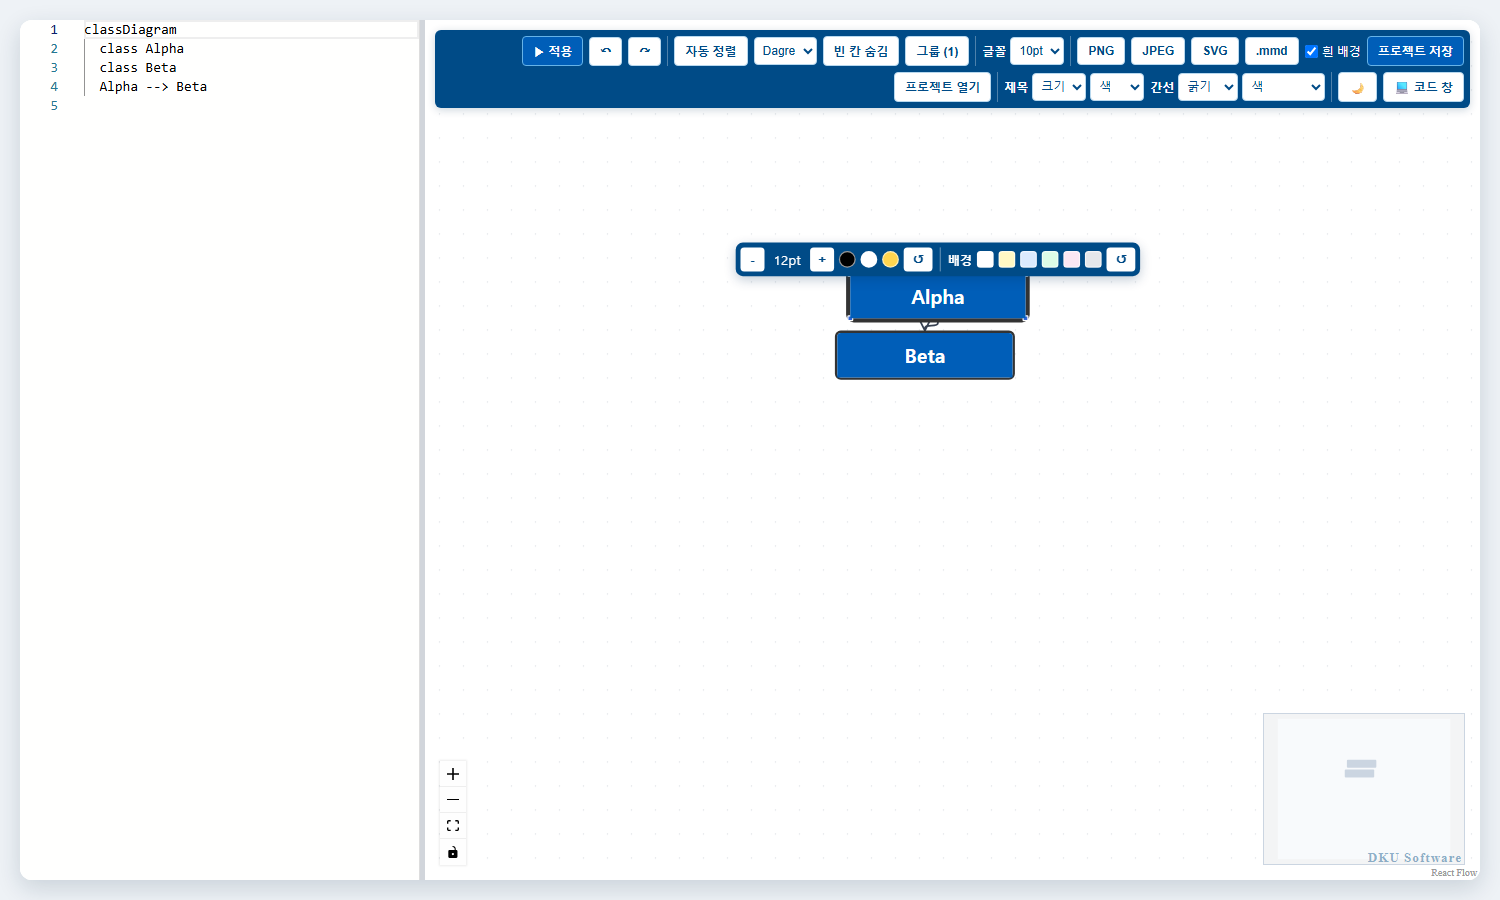 1 classDiagram
2 class Alpha
3 class Beta
4 Alpha --> Beta
5
▶ 적용 ↶ ↷ 자동 정렬 Dagre 빈 칸 숨김 그룹 (1) 글꼴 10pt PNG JPEG SVG .mmd 흰 배경 프로젝트 저장
프로젝트 열기 제목 크기 색 간선 굵기 색 🌙 💻 코드 창
- 12pt + ↺ 배경 ↺
Alpha
Beta
DKU Software
React Flow